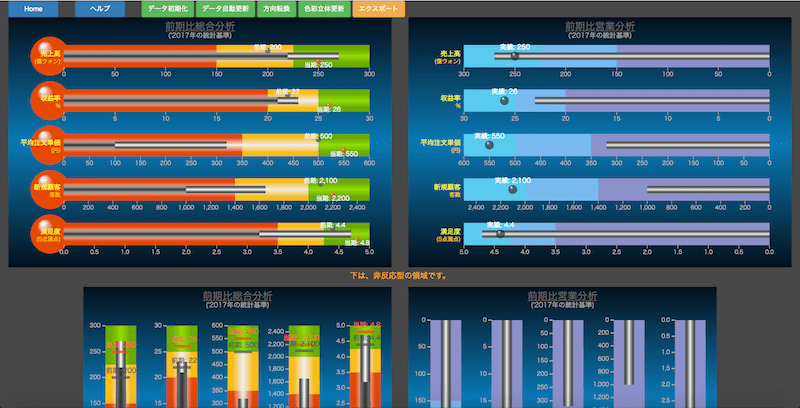 Home
ヘルプ
データ初期化
データ自動更新
方向転換
色彩立体更新
エクスポート
前期比総合分析
('2017年の統計基準)
売上高
(億ウォン)
前期: 200
当期: 250
0 50 100 150 200 250 300
収益率
%
前期: 22
当期: 26
0 5 10 15 20 25 30
平均注文単価
(円)
前期: 500
当期: 550
0 50 100 150 200 250 300 350 400 450 500 550 600
新規顧客
客数
前期: 2,100
当期: 2,200
200 400 600 800 1,000 1,200 1,400 1,600 1,800 2,000 2,200 2,400
満足度
(5点満点)
前期: 4.4
当期: 4.8
0.0 0.5 1.0 1.5 2.0 2.5 3.0 3.5 4.0 4.5 5.0
前期比営業分析
('2017年の統計基準)
売上高
(億ウォン)
実績: 250
300 250 200 150 100 50 0
収益率
%
実績: 26
30 25 20 15 10 5 0
平均注文単価
(円)
実績: 550
600 550 500 450 400 350 300 250 200 150 100 50 0
新規顧客
客数
実績: 2,100
2,400 2,200 2,000 1,800 1,600 1,400 1,200 1,000 800 600 400 200 0
満足度
(5点満点)
実績: 4.4
5.0 4.5 4.0 3.5 3.0 2.5 2.0 1.5 1.0 0.5 0.0
下は、非反応型の領域です。
前期比総合分析
('2017年の統計基準)
300
250
200
150
前期: 200
30
25
20
15
前期: 22
600
550
500
450
400
350
300
前期: 500
2,400
2,200
2,000
1,800
1,600
1,400
1,200
5.0
4.5
4.0
3.5
3.0
2.5
当期: 4.8
前期比営業分析
('2017年の統計基準)
0
50
100
150
0
5
10
15
0
50
100
150
200
250
300
0
200
400
600
800
1,000
1,200
1,400
0.0
0.5
1.0
1.5
2.0
2.5